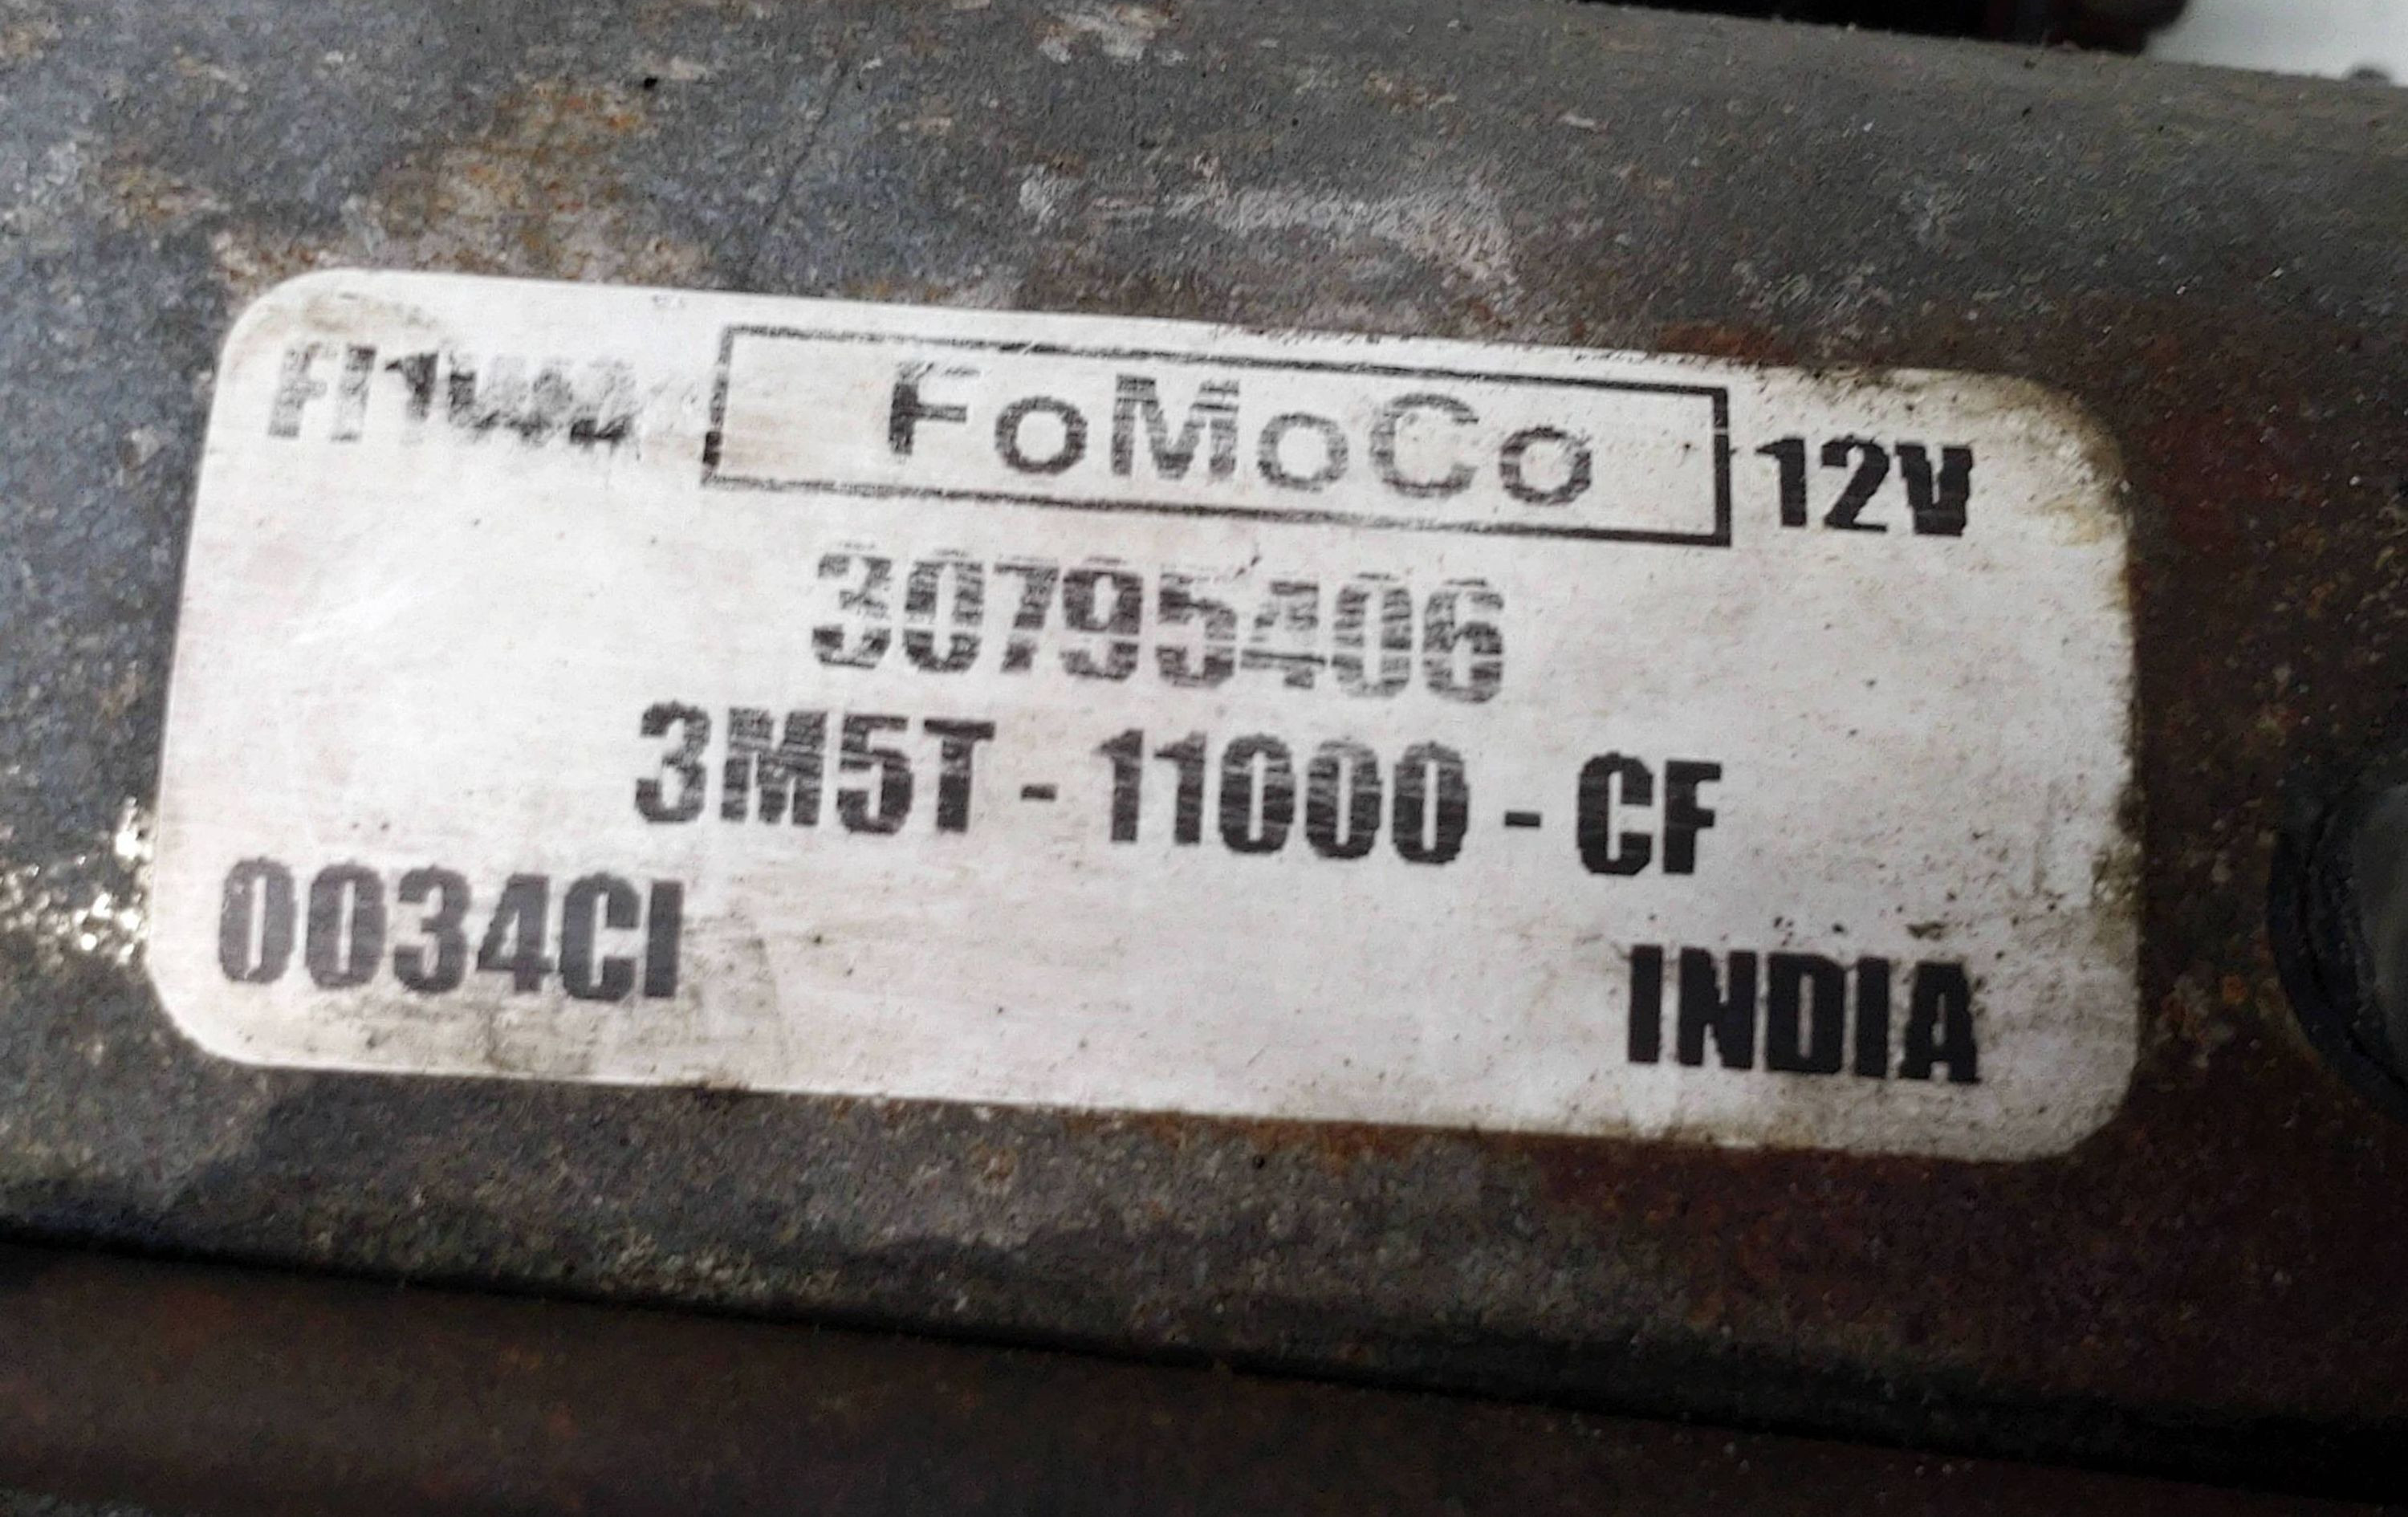 FoMoCo 12V
30795406
3M5T - 11000 - CF
0034CI
INDIA